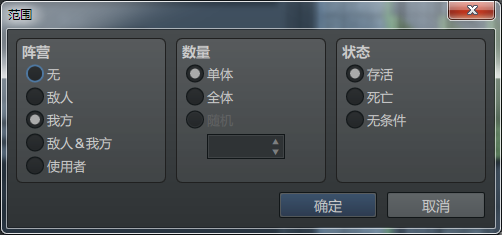 范围
阵营
无
敌人
我方
敌人＆我方
使用者
数量
单体
全体
随机
状态
存活
死亡
无条件
确定
取消